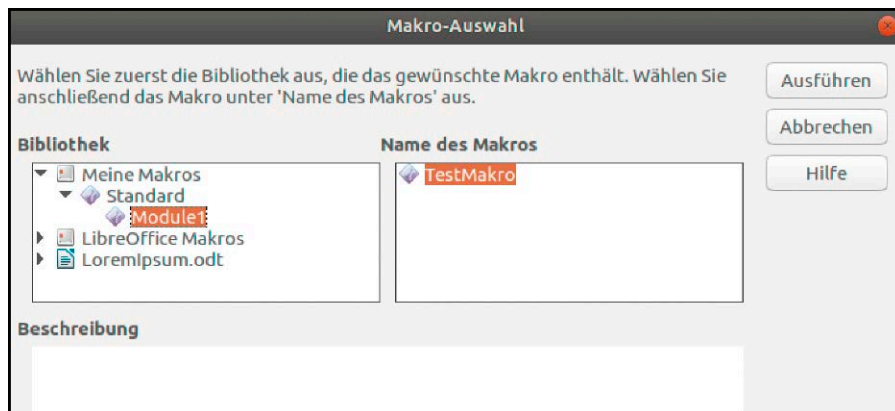 Makro-Auswahl
Wählen Sie zuerst die Bibliothek aus, die das gewünschte Makro enthält. Wählen Sie
anschließend das Makro unter 'Name des Makros' aus.
Ausführen
Abbrechen
Hilfe
Bibliothek
Name des Makros
Meine Makros
Standard
Module1
LibreOffice Makros
LoremIpsum.odt
TestMakro
Beschreibung